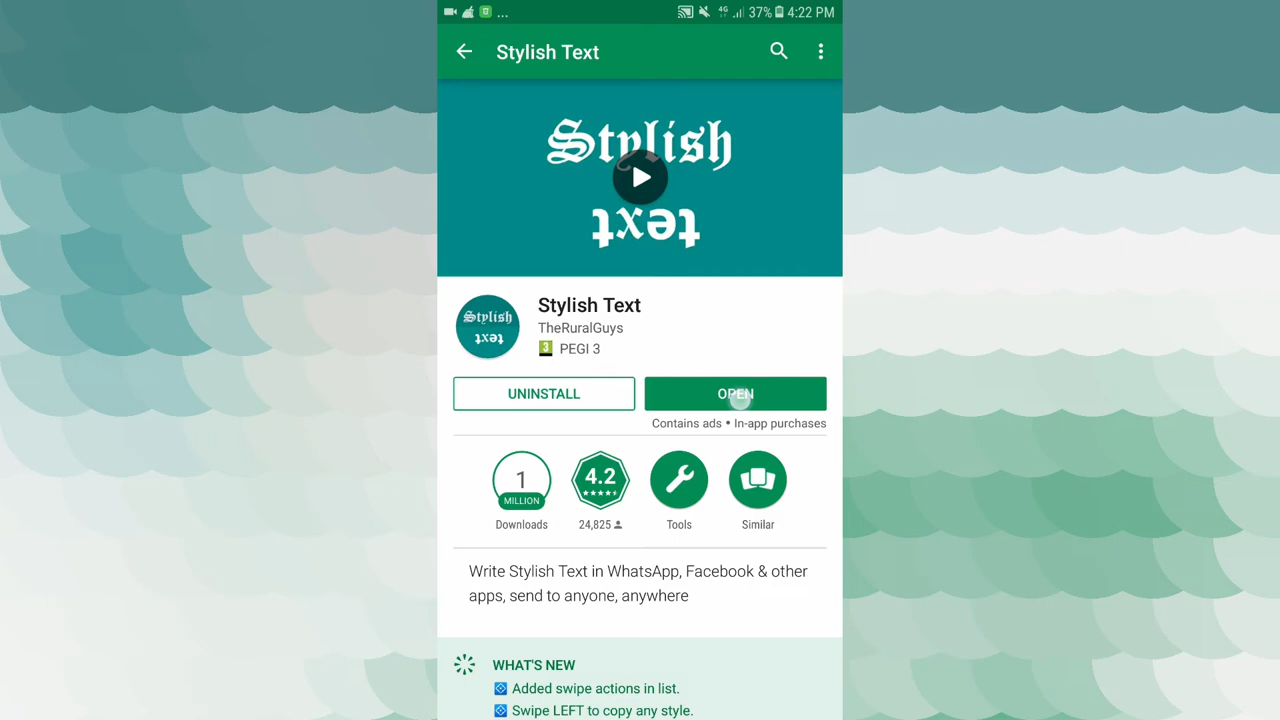 ... 4G 37% 4:22 PM
Stylish Text
Stylish
text
Stylish Text
Stylish
text
TheRuralGuys
3 PEGI 3
UNINSTALL
OPEN
Contains ads • In-app purchases
1
MILLION
Downloads
4.2
24,825
Tools
Similar
Write Stylish Text in WhatsApp, Facebook & other
apps, send to anyone, anywhere
WHAT'S NEW
Added swipe actions in list.
Swipe LEFT to copy any style.